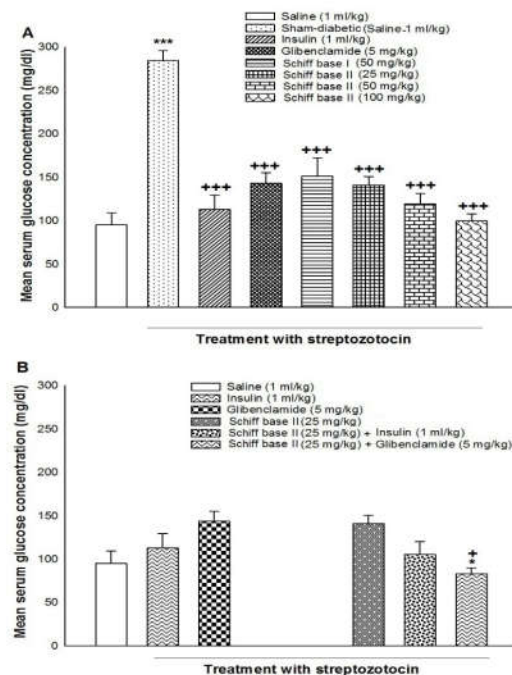 A
Saline (1 ml/kg)
Sham-diabetic (Saline-1 ml/kg)
Insulin (1 ml/kg)
Glibenclamide (5 mg/kg)
Schiff base I (50 mg/kg)
Schiff base II (25 mg/kg)
Schiff base II (50 mg/kg)
Schiff base II (100 mg/kg)
Mean serum glucose concentration (mg/dl)
300
250
200
150
100
50
0
***
+++
+++
+++
+++
+++
+++
Treatment with streptozotocin
B
Saline (1 ml/kg)
Insulin (1 ml/kg)
Glibenclamide (5 mg/kg)
Schiff base II (25 mg/kg)
Schiff base II (25 mg/kg) + Insulin (1 ml/kg)
Schiff base II (25 mg/kg) + Glibenclamide (5 mg/kg)
Mean serum glucose concentration (mg/dl)
300
200
150
100
50
0
+
*
Treatment with streptozotocin